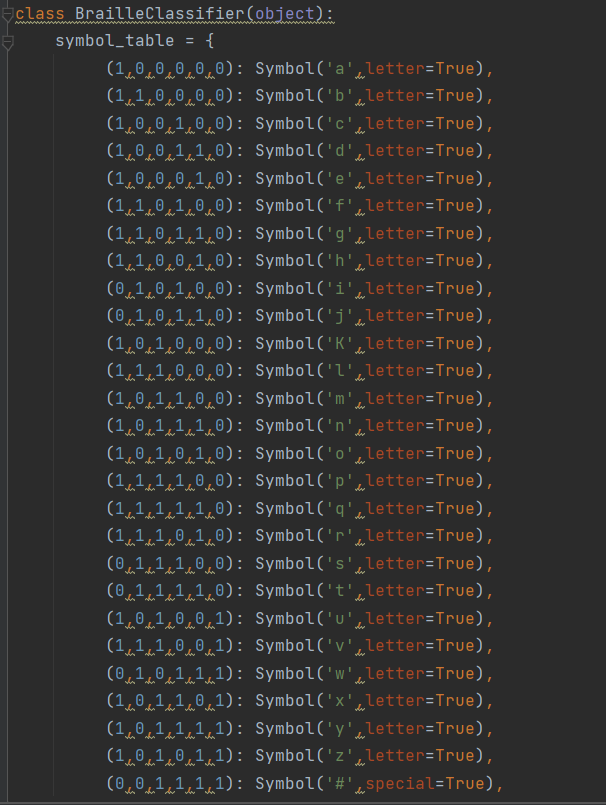 class BrailleClassifier(object):
symbol_table = {
(1,0,0,0,0,0): Symbol('a',letter=True),
(1,1,0,0,0,0): Symbol('b',letter=True),
(1,0,0,1,0,0): Symbol('c',letter=True),
(1,0,0,1,1,0): Symbol('d',letter=True),
(1,0,0,0,1,0): Symbol('e',letter=True),
(1,1,0,1,0,0): Symbol('f',letter=True),
(1,1,0,1,1,0): Symbol('g',letter=True),
(1,1,0,0,1,0): Symbol('h',letter=True),
(0,1,0,1,0,0): Symbol('i',letter=True),
(0,1,0,1,1,0): Symbol('j',letter=True),
(1,0,1,0,0,0): Symbol('K',letter=True),
(1,1,1,0,0,0): Symbol('l',letter=True),
(1,0,1,1,0,0): Symbol('m',letter=True),
(1,0,1,1,1,0): Symbol('n',letter=True),
(1,0,1,0,1,0): Symbol('o',letter=True),
(1,1,1,1,0,0): Symbol('p',letter=True),
(1,1,1,1,1,0): Symbol('q',letter=True),
(1,1,1,0,1,0): Symbol('r',letter=True),
(0,1,1,1,0,0): Symbol('s',letter=True),
(0,1,1,1,1,0): Symbol('t',letter=True),
(1,0,1,0,0,1): Symbol('u',letter=True),
(1,1,1,0,0,1): Symbol('v',letter=True),
(0,1,0,1,1,1): Symbol('w',letter=True),
(1,0,1,1,0,1): Symbol('x',letter=True),
(1,0,1,1,1,1): Symbol('y',letter=True),
(1,0,1,0,1,1): Symbol('z',letter=True),
(0,0,1,1,1,1): Symbol('#',special=True),